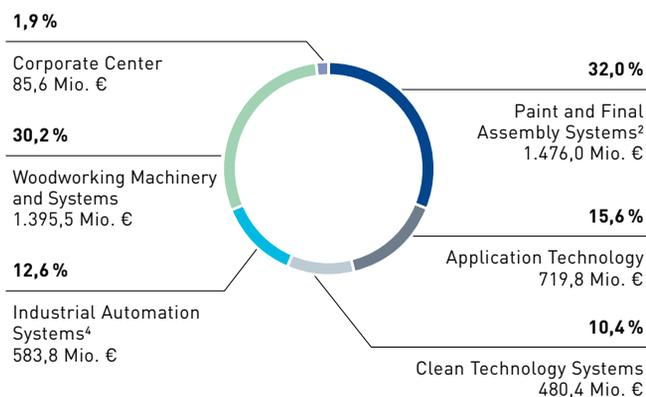 1,9 %
Corporate Center
85,6 Mio. €
30,2 %
Woodworking Machinery
and Systems
1.395,5 Mio. €
12,6 %
Industrial Automation
Systems⁴
583,8 Mio. €
32,0 %
Paint and Final
Assembly Systems²
1.476,0 Mio. €
15,6 %
Application Technology
719,8 Mio. €
10,4 %
Clean Technology Systems
480,4 Mio. €